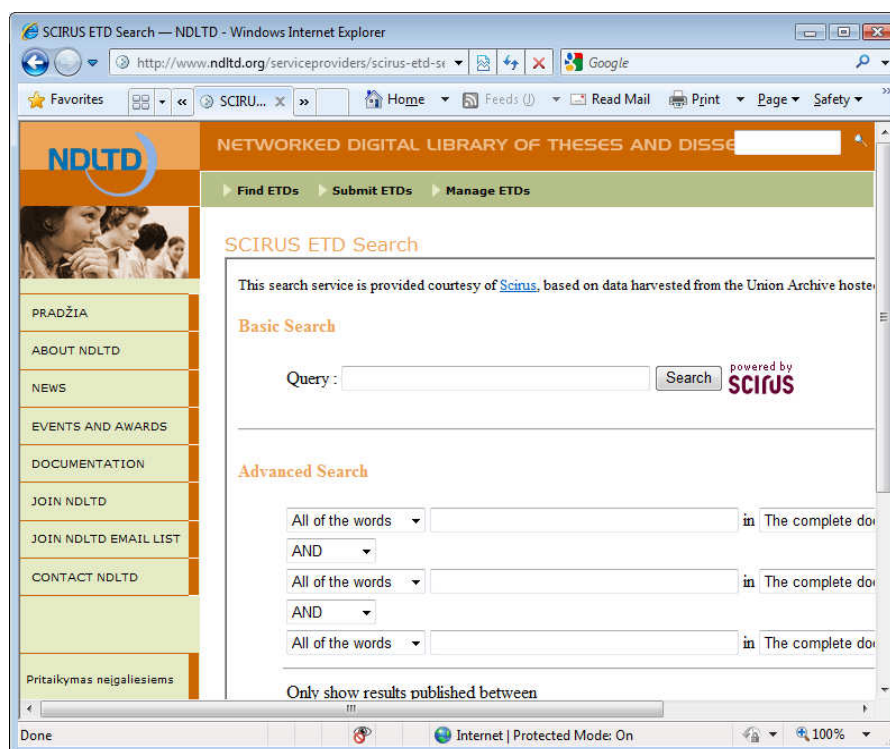 SCIRUS ETD Search — NDLTD - Windows Internet Explorer
http://www.ndltd.org/serviceproviders/scirus-etd-se
Google
Favorites
SCIRU...
Home
Feeds (J)
Read Mail
Print
Page
Safety
NDLTD
NETWORKED DIGITAL LIBRARY OF THESES AND DISSE
Find ETDs Submit ETDs Manage ETDs
SCIRUS ETD Search
This search service is provided courtesy of Scirus, based on data harvested from the Union Archive hoste
Basic Search
Query : Search powered by
SCIRUS
Advanced Search
All of the words in The complete do
AND
All of the words in The complete do
AND
All of the words in The complete do
Only show results published between
PRADŽIA
ABOUT NDLTD
NEWS
EVENTS AND AWARDS
DOCUMENTATION
JOIN NDLTD
JOIN NDLTD EMAIL LIST
CONTACT NDLTD
Pritaikymas neįgaliesiems
Done
Internet | Protected Mode: On
100%